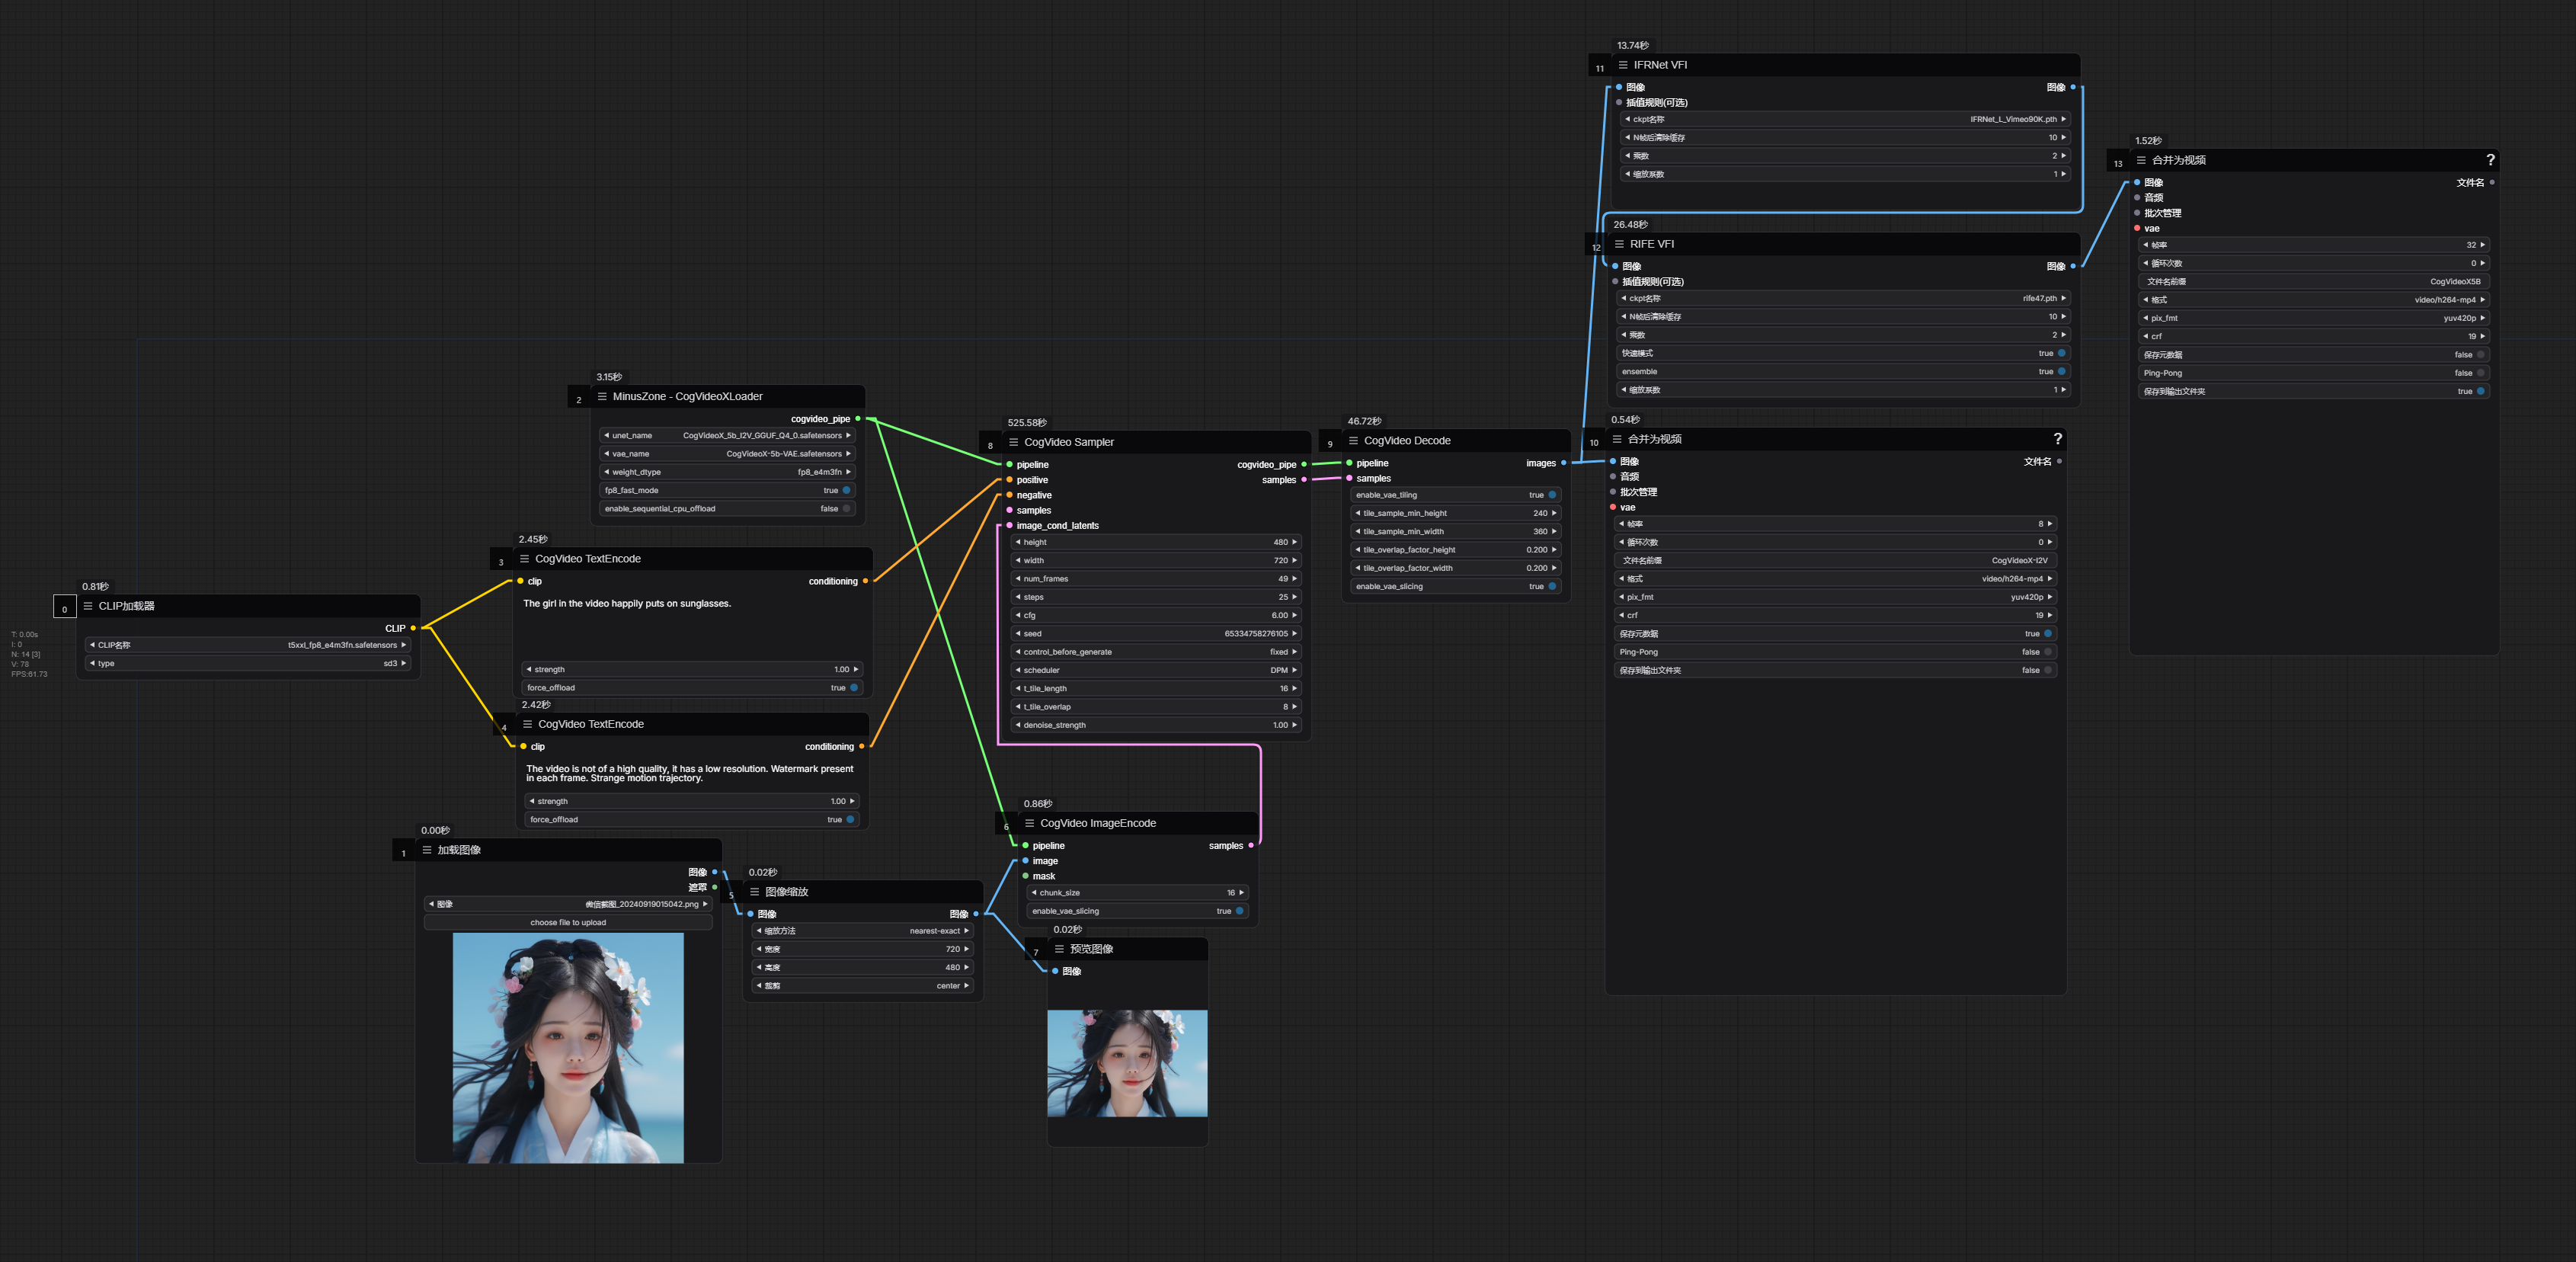 0.81秒
0
CLIP加载器
CLIP
CLIP名称 t5xxl_fp8_e4m3fn.safetensors
type sd3
T: 0.00s
I: 0
N: 14 [3]
V: 78
FPS:61.73
3.15秒
2
MinusZone - CogVideoXLoader
cogvideo_pipe
unet_name CogVideoX_5b_I2V_GGUF_Q4_0.safetensors
vae_name CogVideoX-5b-VAE.safetensors
weight_dtype fp8_e4m3fn
fp8_fast_mode true
enable_sequential_cpu_offload false
2.45秒
3
CogVideo TextEncode
clip conditioning
The girl in the video happily puts on sunglasses.
strength 1.00
force_offload true
2.42秒
4
CogVideo TextEncode
clip conditioning
The video is not of a high quality, it has a low resolution. Watermark present
in each frame. Strange motion trajectory.
strength 1.00
force_offload true
0.00秒
1
加载图像
图像
遮罩
图像 微信截图_20240919015042.png
choose file to upload
0.02秒
5
图像缩放
图像 图像
缩放方法 nearest-exact
宽度 720
高度 480
裁剪 center
525.58秒
8
CogVideo Sampler
pipeline cogvideo_pipe
positive samples
negative
samples
image_cond_latents
height 480
width 720
num_frames 49
steps 25
cfg 6.00
seed 65334758276105
control_before_generate fixed
scheduler DPM
t_tile_length 16
t_tile_overlap 8
denoise_strength 1.00
0.86秒
6
CogVideo ImageEncode
pipeline samples
image
mask
chunk_size 16
enable_vae_slicing true
0.02秒
7
预览图像
图像
46.72秒
9
CogVideo Decode
pipeline images
samples
enable_vae_tiling true
tile_sample_min_height 240
tile_sample_min_width 360
tile_overlap_factor_height 0.200
tile_overlap_factor_width 0.200
enable_vae_slicing true
13.74秒
11
IFRNet VFI
图像 图像
插值规则(可选)
ckpt名称 IFRNet_L_Vimeo90K.pth
N帧后清除缓存 10
乘数 2
缩放系数 1
26.48秒
12
RIFE VFI
图像 图像
插值规则(可选)
ckpt名称 rife47.pth
N帧后清除缓存 10
乘数 2
快速模式 true
ensemble true
缩放系数 1
0.54秒
10
合并为视频 ?
图像 文件名
音频
批次管理
vae
帧率 8
循环次数 0
文件名前缀 CogVideoX-I2V
格式 video/h264-mp4
pix_fmt yuv420p
crf 19
保存元数据 true
Ping-Pong false
保存到输出文件夹 false
1.52秒
13
合并为视频 ?
图像 文件名
音频
批次管理
vae
帧率 32
循环次数 0
文件名前缀 CogVideoX5B
格式 video/h264-mp4
pix_fmt yuv420p
crf 19
保存元数据 false
Ping-Pong false
保存到输出文件夹 true